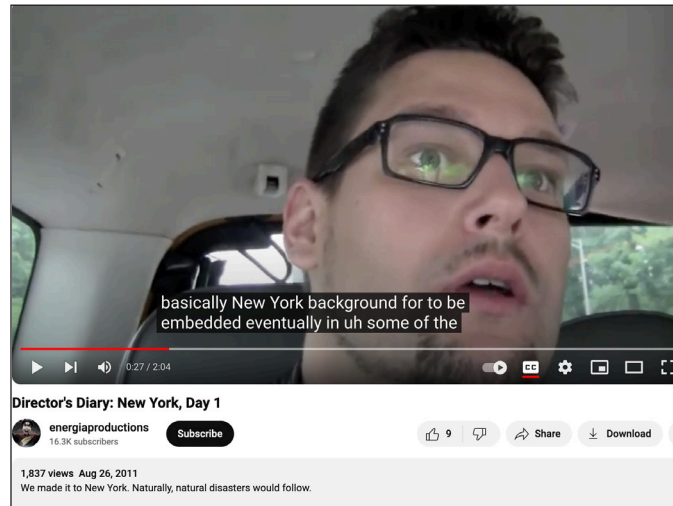 basically New York background for to be
embedded eventually in uh some of the
0:27 / 2:04
CC
Director's Diary: New York, Day 1
energiaproductions
16.3K subscribers
Subscribe
9
Share
Download
1,837 views Aug 26, 2011
We made it to New York. Naturally, natural disasters would follow.